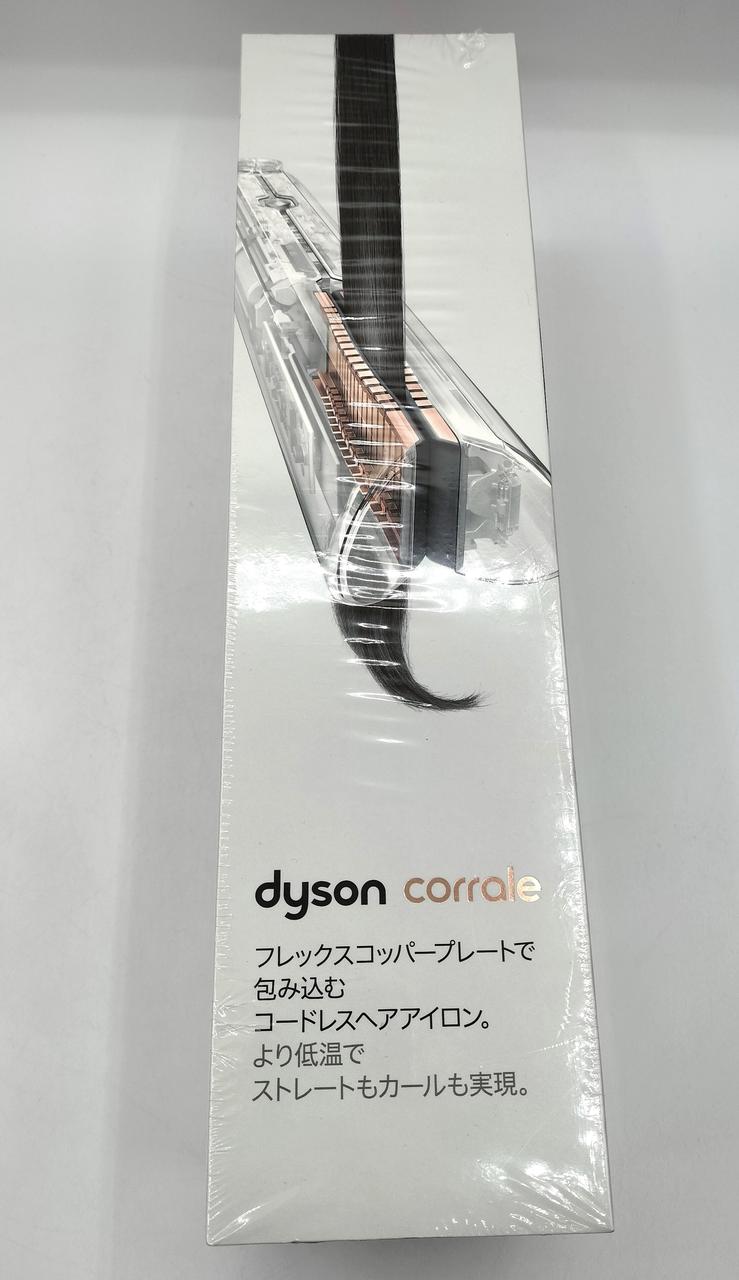 dyson corrale
フレックスコッパープレートで
包み込む
コードレスヘアアイロン。
より低温で
ストレートもカールも実現。